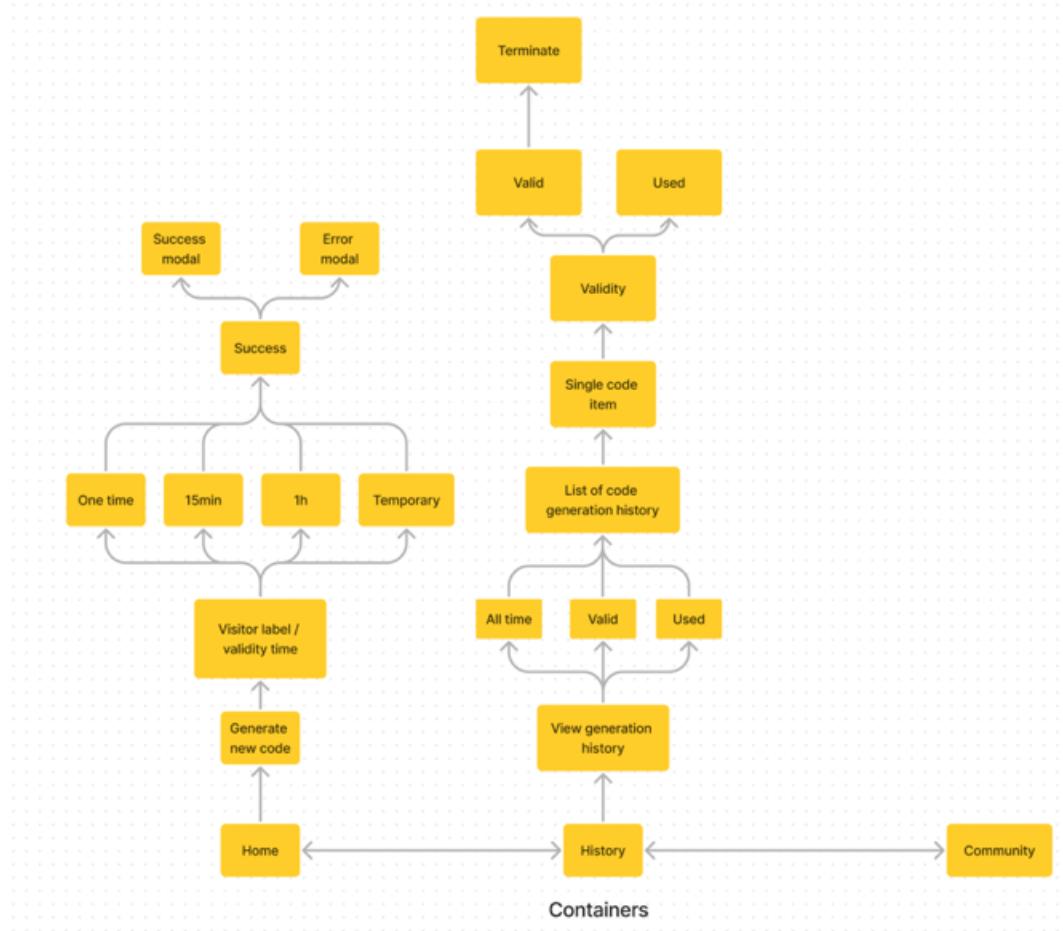 Terminate
Valid
Used
Success
modal
Error
modal
Validity
Success
Single code
item
One time
15min
1h
Temporary
List of code
generation history
Visitor label /
validity time
All time
Valid
Used
Generate
new code
View generation
history
Home
History
Community
Containers